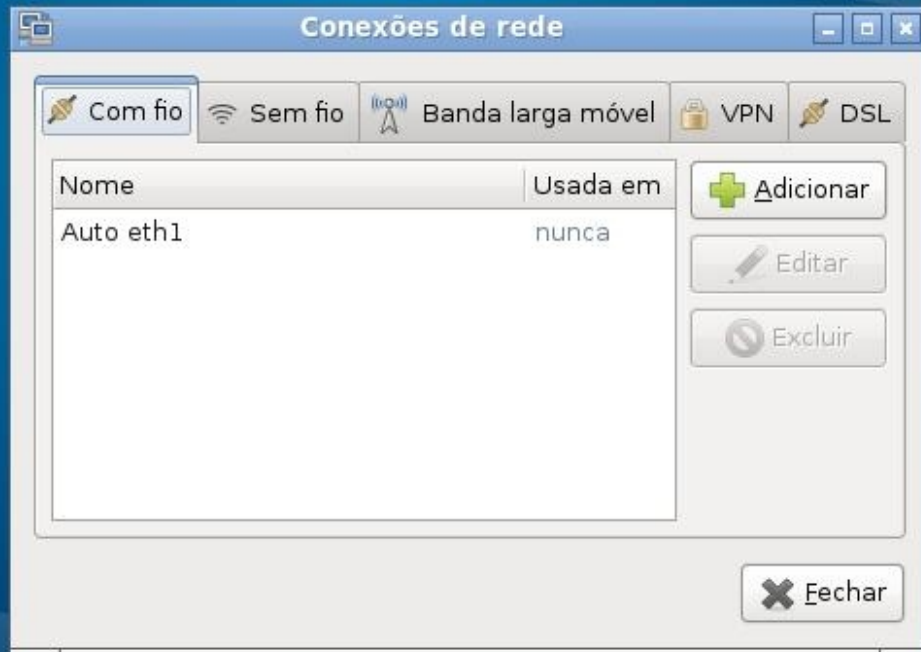 Conexões de rede
Com fio
Sem fio
Banda larga móvel
VPN
DSL
Nome
Usada em
Auto eth1
nunca
Adicionar
Editar
Excluir
Fechar